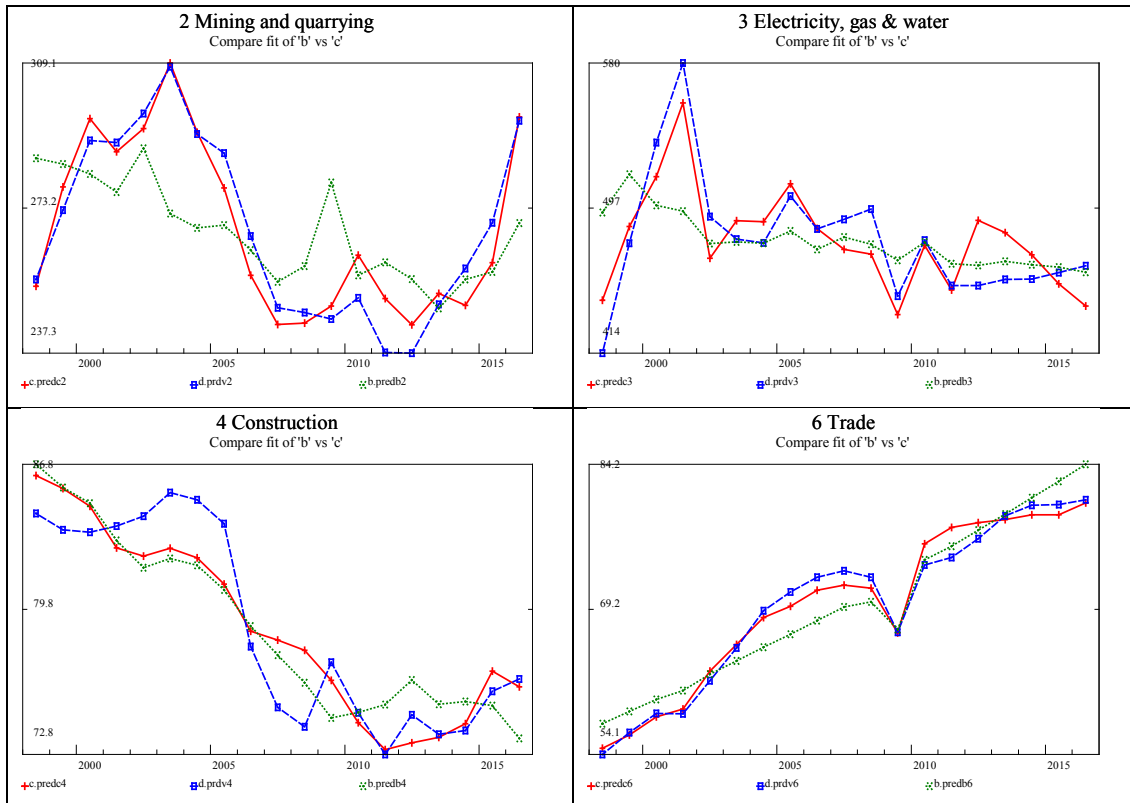 2 Mining and quarrying
Compare fit of 'b' vs 'c'
309.1
273.2
237.3
2000 2005 2010 2015
c.predc2 d.prdv2 b.predb2
3 Electricity, gas & water
Compare fit of 'b' vs 'c'
580
497
414
2000 2005 2010 2015
c.predc3 d.prdv3 b.predb3
4 Construction
Compare fit of 'b' vs 'c'
86.8
79.8
72.8
2000 2005 2010 2015
c.predc4 d.prdv4 b.predb4
6 Trade
Compare fit of 'b' vs 'c'
84.2
69.2
54.1
2000 2005 2010 2015
c.predc6 d.prdv6 b.predb6